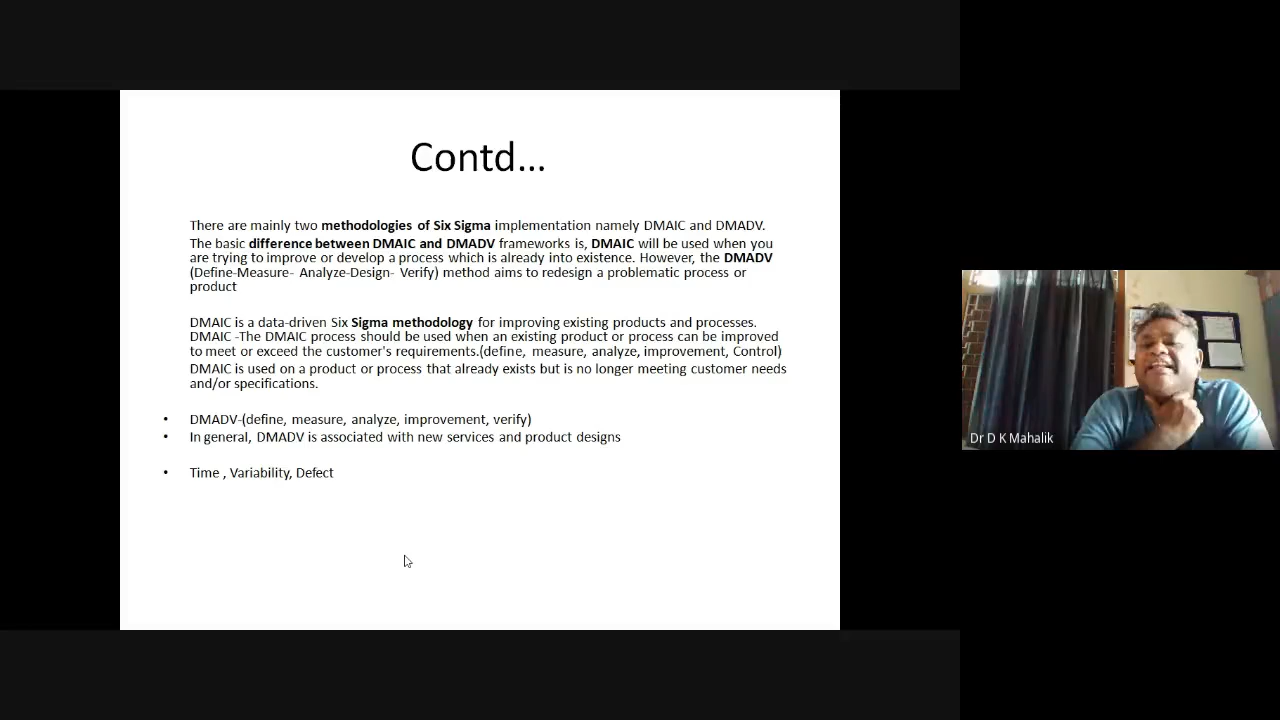 Contd...
There are mainly two methodologies of Six Sigma implementation namely DMAIC and DMADV.
The basic difference between DMAIC and DMADV frameworks is, DMAIC will be used when you
are trying to improve or develop a process which is already into existence. However, the DMADV
(Define-Measure- Analyze-Design- Verify) method aims to redesign a problematic process or
product
DMAIC is a data-driven Six Sigma methodology for improving existing products and processes.
DMAIC -The DMAIC process should be used when an existing product or process can be improved
to meet or exceed the customer's requirements.(define, measure, analyze, improvement, Control)
DMAIC is used on a product or process that already exists but is no longer meeting customer needs
and/or specifications.
• DMADV-(define, measure, analyze, improvement, verify)
• In general, DMADV is associated with new services and product designs
• Time , Variability, Defect
Dr D K Mahalik